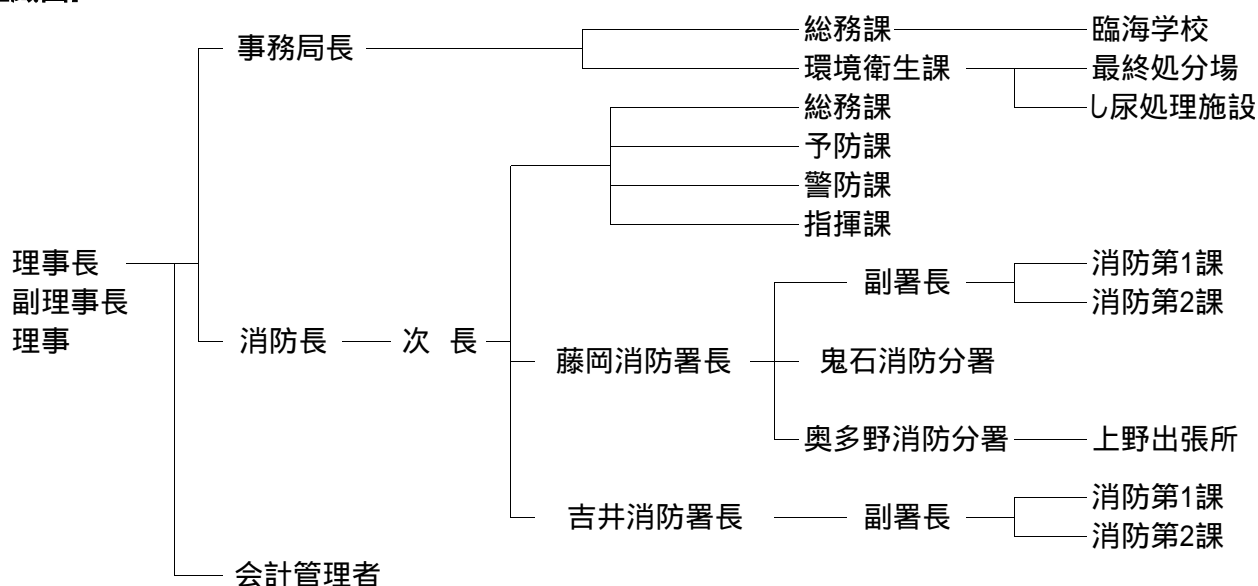 事務局長
総務課
臨海学校
環境衛生課
最終処分場
し尿処理施設
総務課
予防課
警防課
指揮課
理事長
副理事長
理事
消防長
次 長
藤岡消防署長
副署長
消防第1課
消防第2課
鬼石消防分署
奥多野消防分署
上野出張所
吉井消防署長
副署長
消防第1課
消防第2課
会計管理者